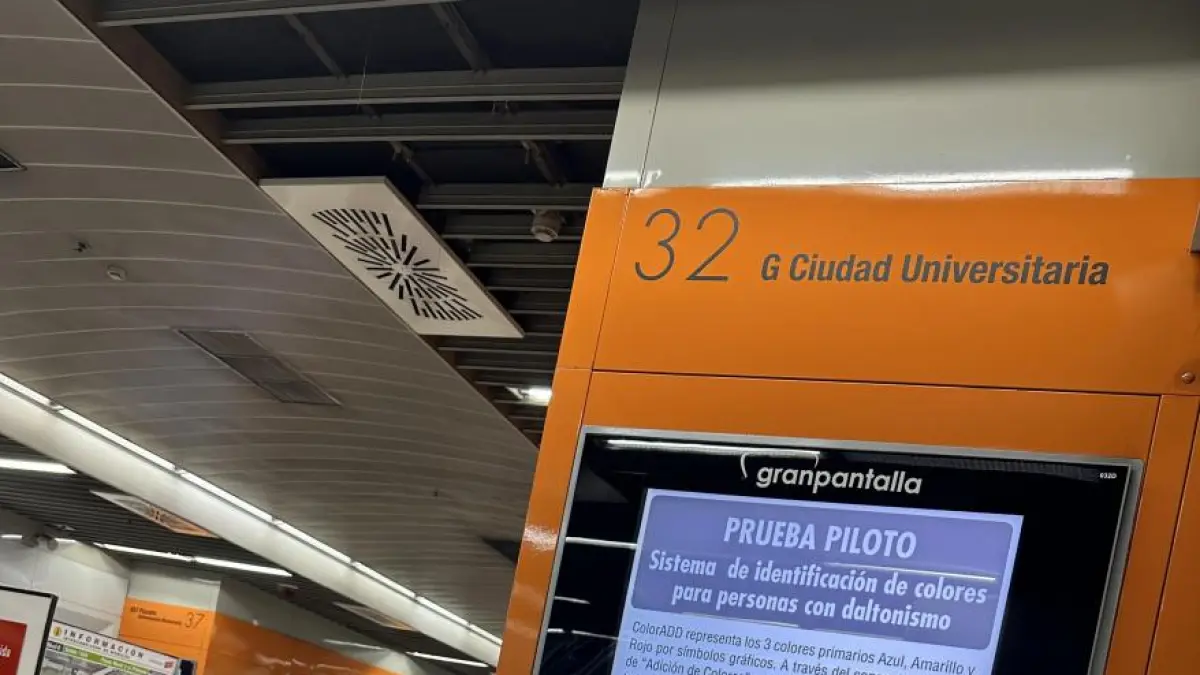 32 G Ciudad Universitaria
granpantalla
032D
PRUEBA PILOTO
Sistema de identificación de colores
para personas con daltonismo
ColorADD representa los 3 colores primarios Azul, Amarillo y
Rojo por símbolos gráficos. A través del
de "Adición de
37
INFORMACIÓN